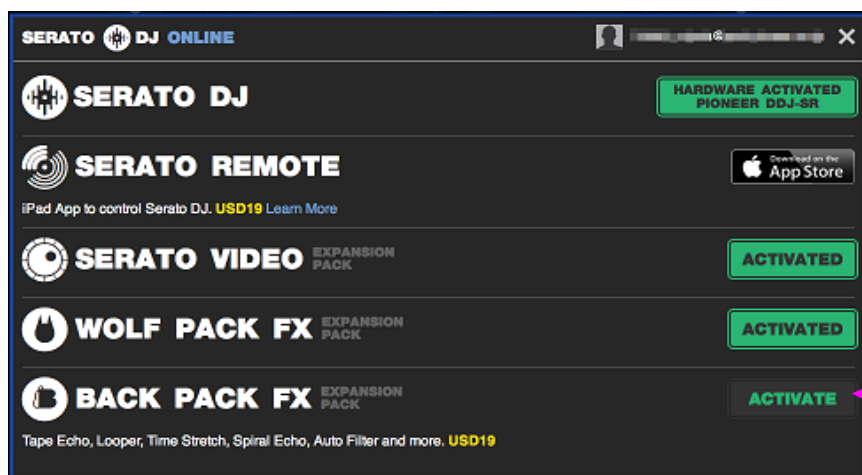 SERATO DJ ONLINE
SERATO DJ
HARDWARE ACTIVATED
PIONEER DDJ-SR
SERATO REMOTE
Download on the
App Store
iPad App to control Serato DJ. USD19 Learn More
SERATO VIDEO EXPANSION PACK
ACTIVATED
WOLF PACK FX EXPANSION PACK
ACTIVATED
BACK PACK FX EXPANSION PACK
ACTIVATE
Tape Echo, Looper, Time Stretch, Spiral Echo, Auto Filter and more. USD19